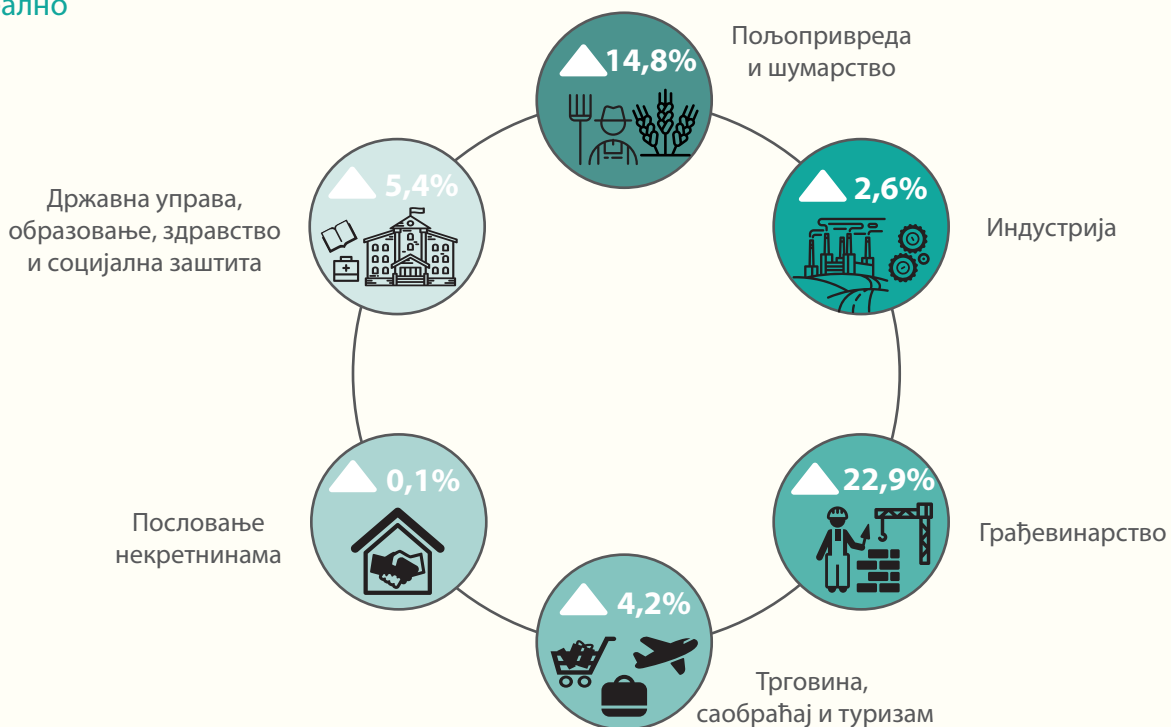 ално
14,8%
Пољопривреда
и шумарство
2,6%
Индустрија
22,9%
Грађевинарство
4,2%
Трговина,
саобраћај и туризам
0,1%
Пословање
некретнинама
5,4%
Државна управа,
образовање, здравство
и социјална заштита